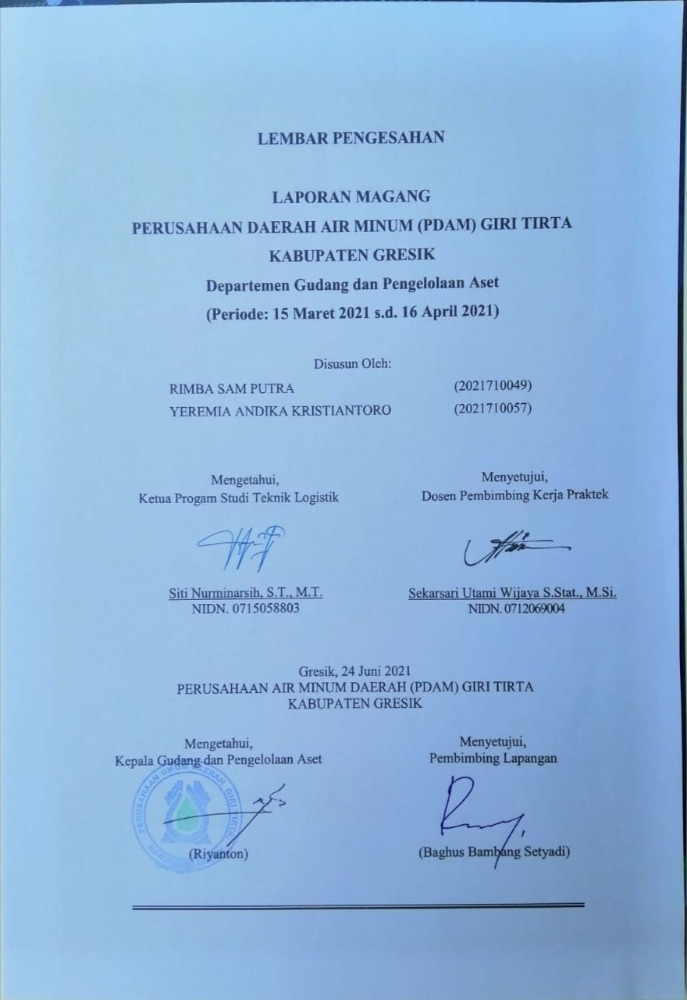 LEMBAR PENGESAHAN
LAPORAN MAGANG
PERUSAHAAN DAERAH AIR MINUM (PDAM) GIRI TIRTA
KABUPATEN GRESIK
Departemen Gudang dan Pengelolaan Aset
(Periode: 15 Maret 2021 s.d. 16 April 2021)
Disusun Oleh:
RIMBA SAM PUTRA (2021710049)
YEREMIA ANDIKA KRISTIANTORO (2021710057)
Mengetahui, Menyetujui,
Ketua Progam Studi Teknik Logistik Dosen Pembimbing Kerja Praktek
Siti Nurminarsih, S.T., M.T. Sekarsari Utami Wijaya S.Stat., M.Si.
NIDN. 0715058803 NIDN. 0712069004
Gresik, 24 Juni 2021
PERUSAHAAN AIR MINUM DAERAH (PDAM) GIRI TIRTA
KABUPATEN GRESIK
Mengetahui, Menyetujui,
Kepala Gudang dan Pengelolaan Aset Pembimbing Lapangan
PERUSAHAAN UMUM DAERAH GIRI TIRTA
(Riyanton) (Baghus Bambang Setyadi)